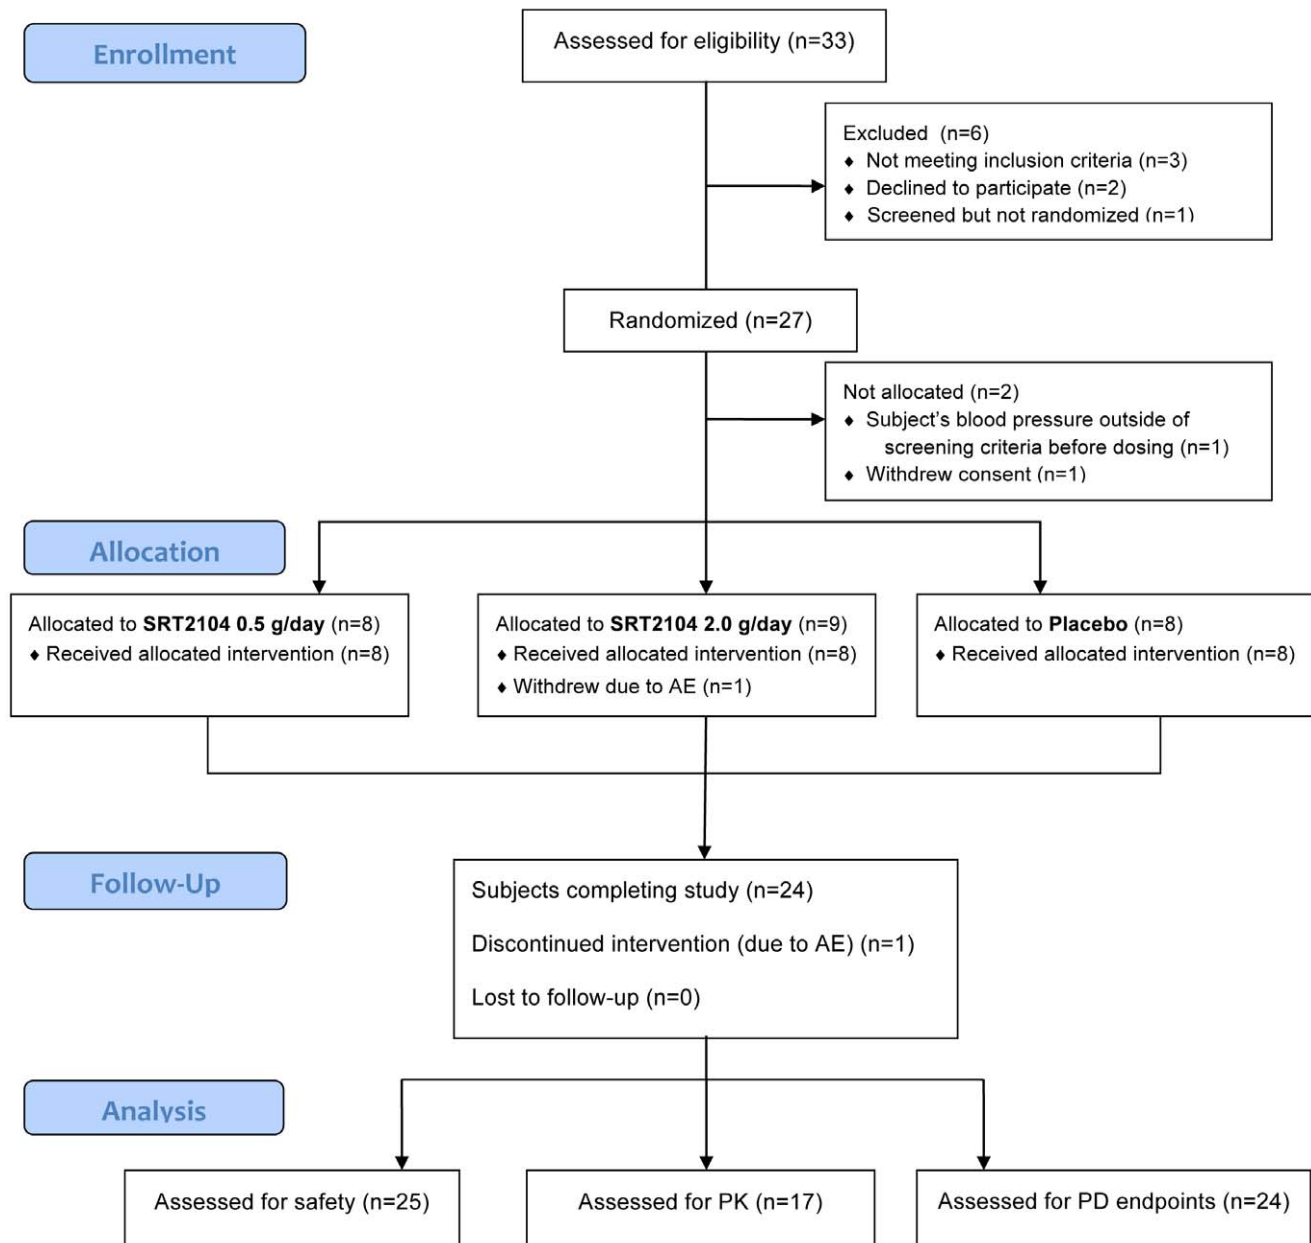 Enrollment
Assessed for eligibility (n=33)
Excluded (n=6)
♦ Not meeting inclusion criteria (n=3)
♦ Declined to participate (n=2)
♦ Screened but not randomized (n=1)
Randomized (n=27)
Not allocated (n=2)
♦ Subject's blood pressure outside of
screening criteria before dosing (n=1)
♦ Withdrew consent (n=1)
Allocation
Allocated to SRT2104 0.5 g/day (n=8)
♦ Received allocated intervention (n=8)
Allocated to SRT2104 2.0 g/day (n=9)
♦ Received allocated intervention (n=8)
♦ Withdrew due to AE (n=1)
Allocated to Placebo (n=8)
♦ Received allocated intervention (n=8)
Follow-Up
Subjects completing study (n=24)
Discontinued intervention (due to AE) (n=1)
Lost to follow-up (n=0)
Analysis
Assessed for safety (n=25)
Assessed for PK (n=17)
Assessed for PD endpoints (n=24)